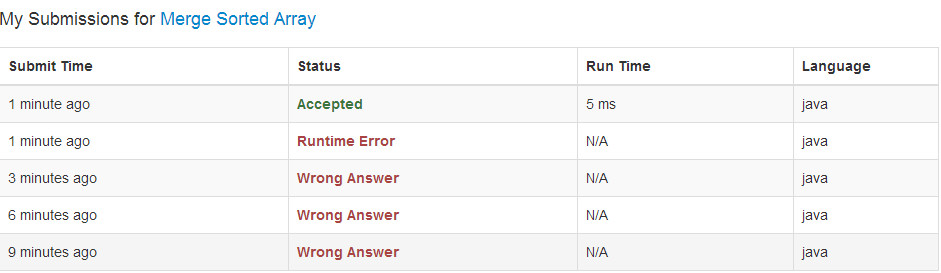 My Submissions for Merge Sorted Array
Submit Time Status Run Time Language
1 minute ago Accepted 5 ms java
1 minute ago Runtime Error N/A java
3 minutes ago Wrong Answer N/A java
6 minutes ago Wrong Answer N/A java
9 minutes ago Wrong Answer N/A java